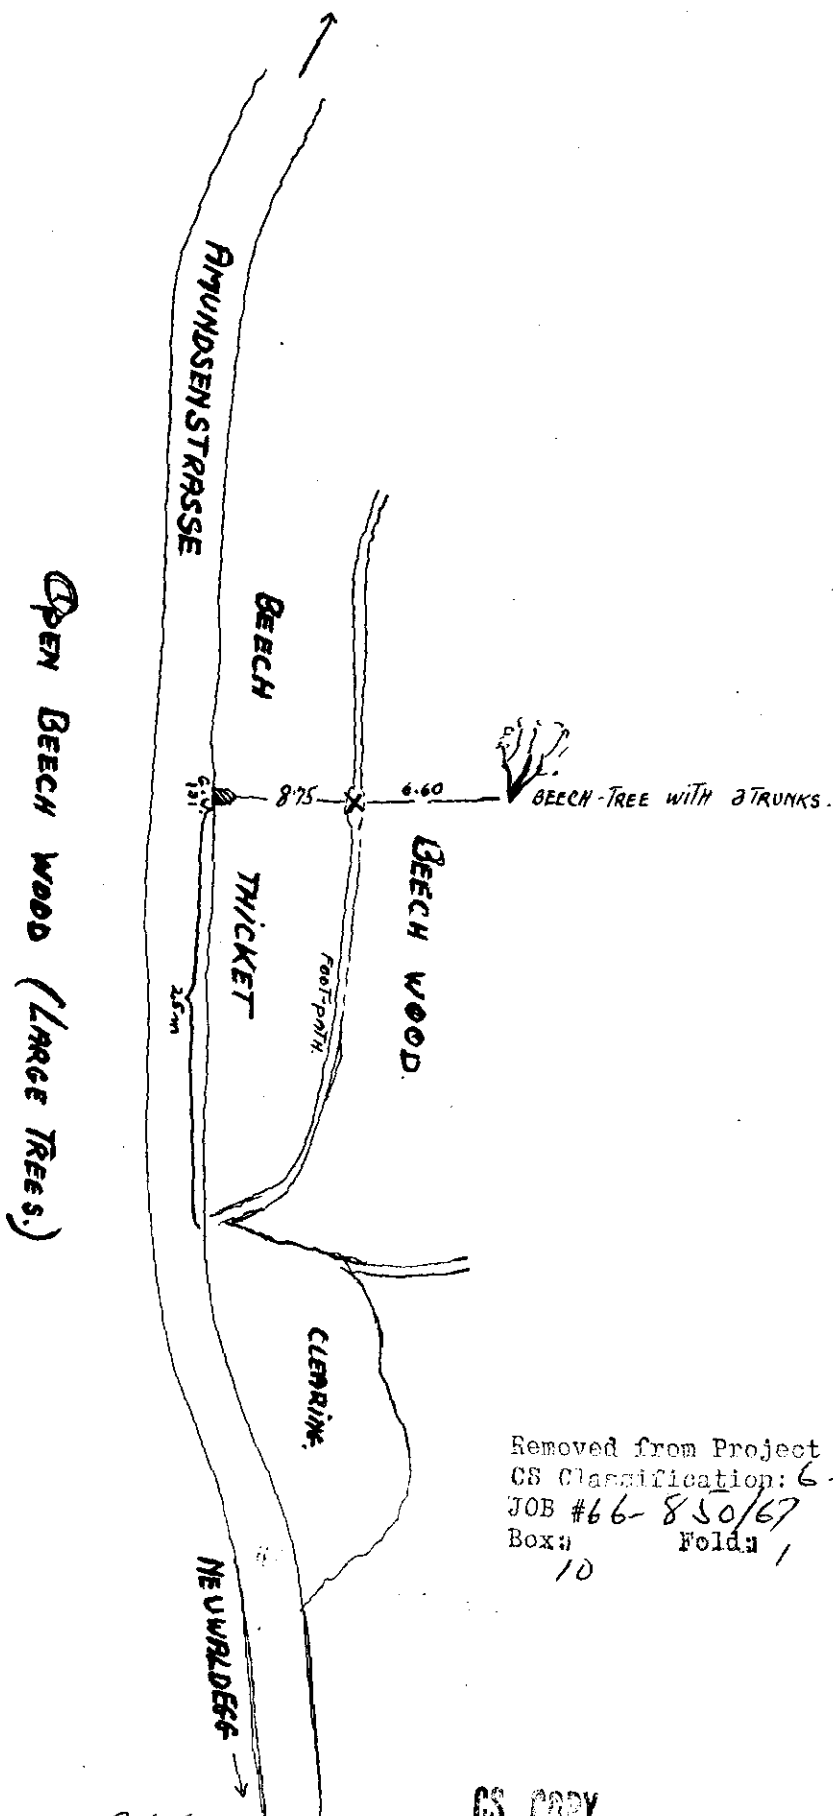 AMUNDSENSTRASSE
OPEN BEECH WOOD (LARGE TREES.)
BEECH
THICKET
8.75
6.60
BEECH-TREE WITH 3 TRUNKS.
BEECH WOOD.
FOOT-PATH.
25m
CLEARING.
NEUWALDEGG
Removed from Project
CS Classification: 6-
JOB #66-850/67
Box: Fold:
10 1
CS COPY